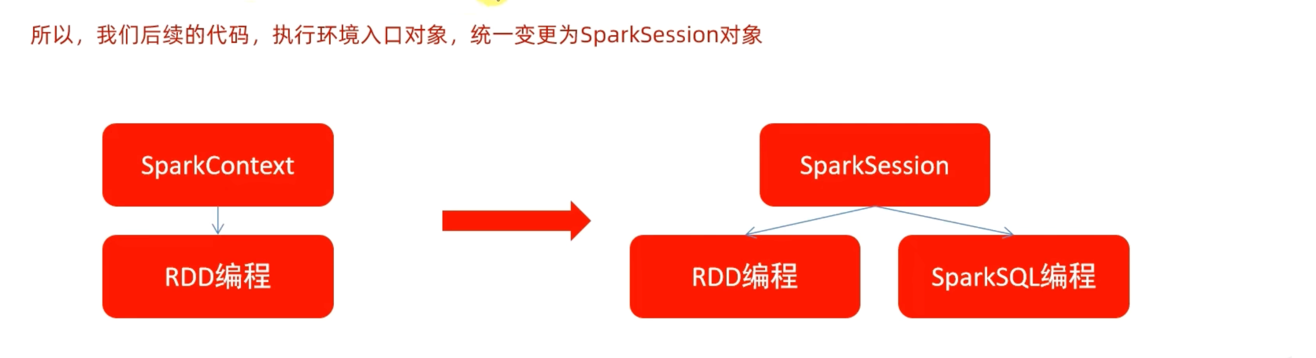 所以，我们后续的代码，执行环境入口对象，统一变更为SparkSession对象
SparkContext
SparkSession
RDD编程
RDD编程
SparkSQL编程